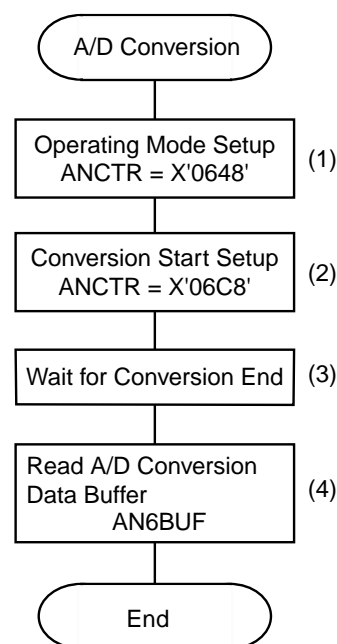 A/D Conversion
Operating Mode Setup
ANCTR = X'0648'
(1)
Conversion Start Setup
ANCTR = X'06C8'
(2)
Wait for Conversion End
(3)
Read A/D Conversion
Data Buffer
AN6BUF
(4)
End